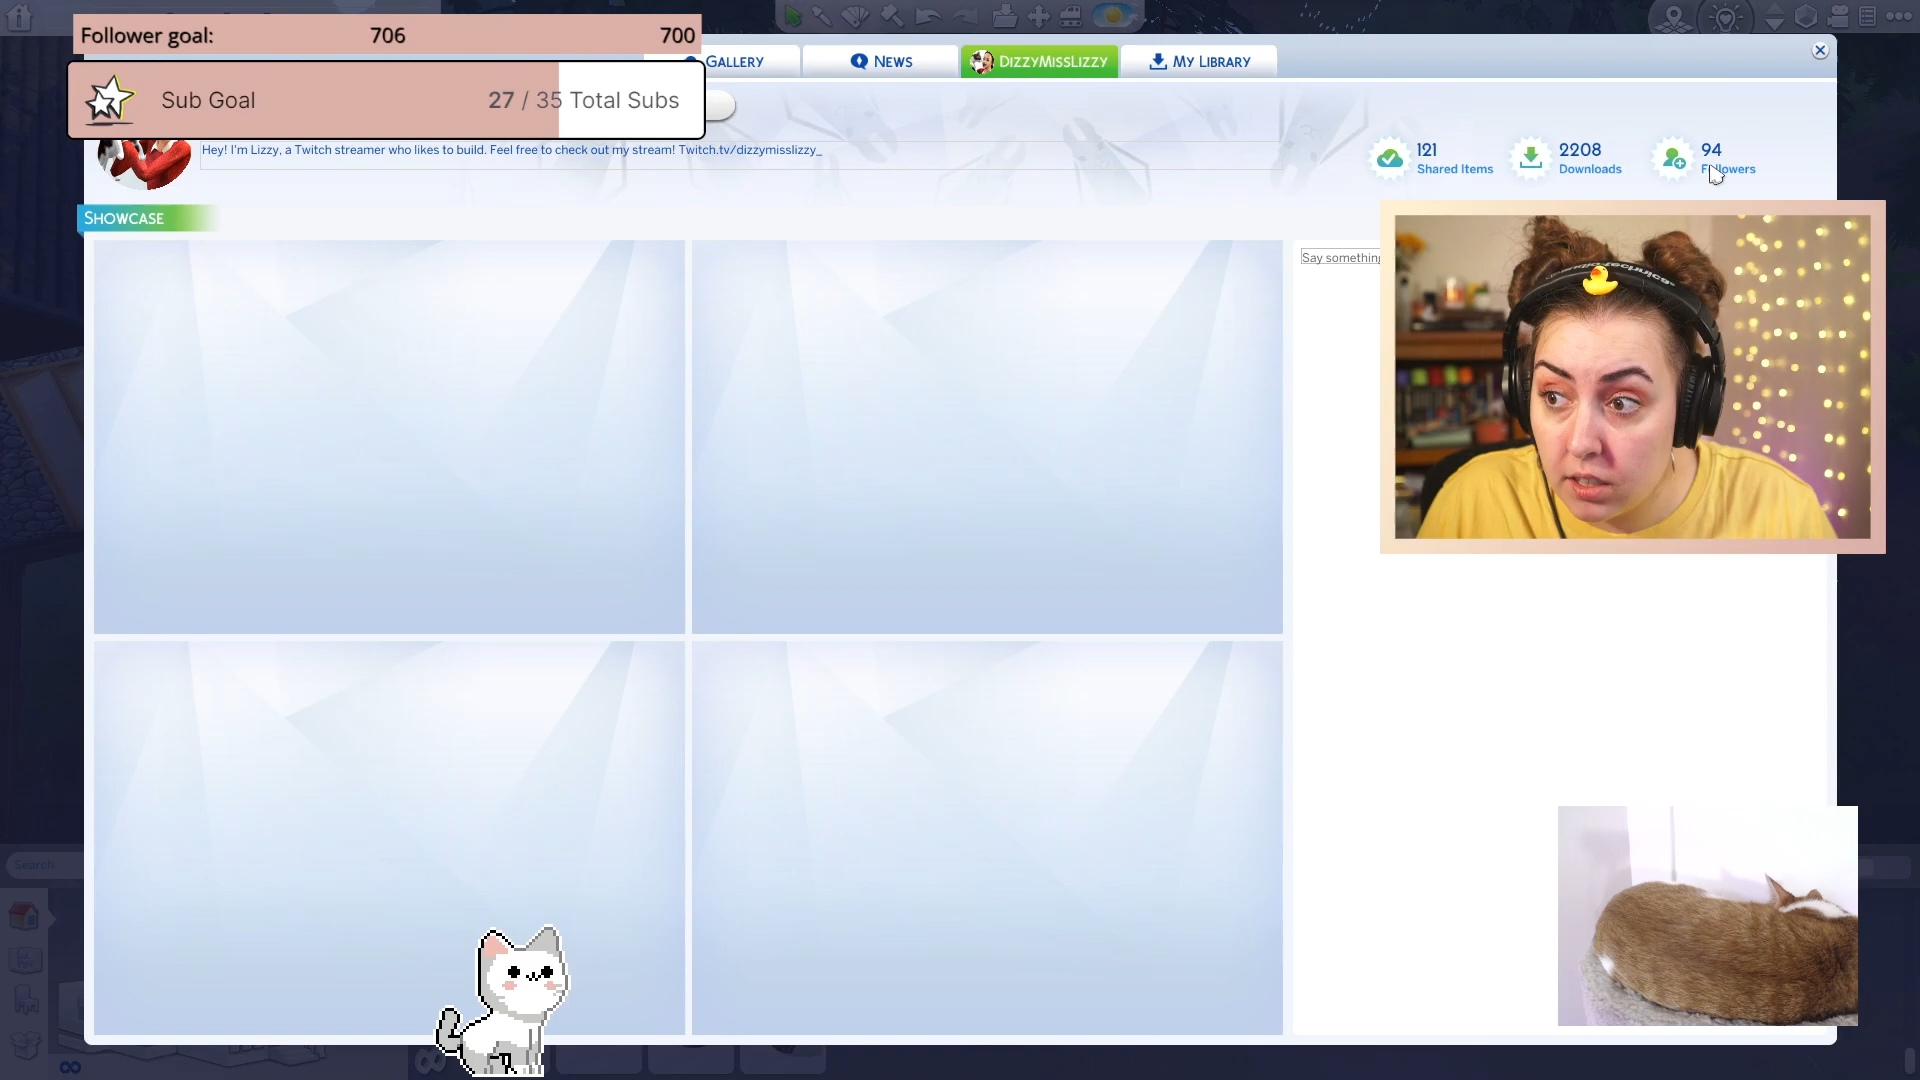 Follower goal: 706 700
Sub Goal 27 / 35 Total Subs
Gallery
News
DizzyMissLizzy
My Library
Hey! I'm Lizzy, a Twitch streamer who likes to build. Feel free to check out my stream! Twitch.tv/dizzymisslizzy_
121
Shared Items
2208
Downloads
94
Followers
Showcase
Say something
Search